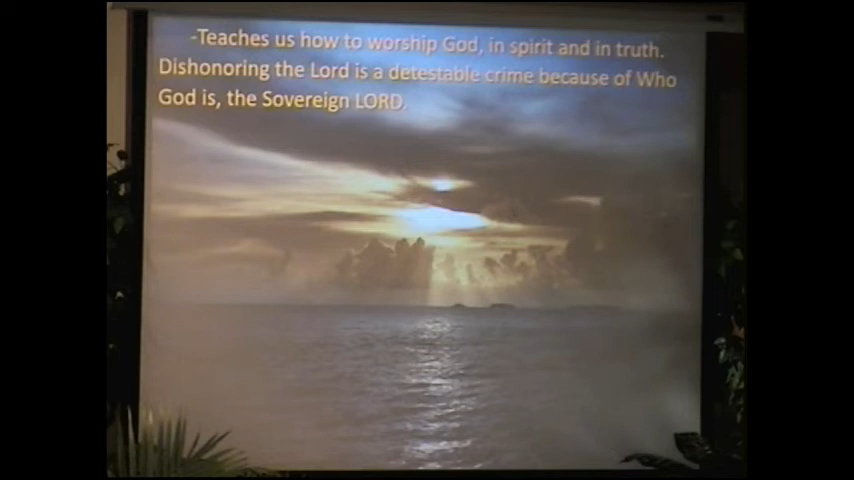 -Teaches us how to worship God, in spirit and in truth.
Dishonoring the Lord is a detestable crime because of Who
God is, the Sovereign LORD.